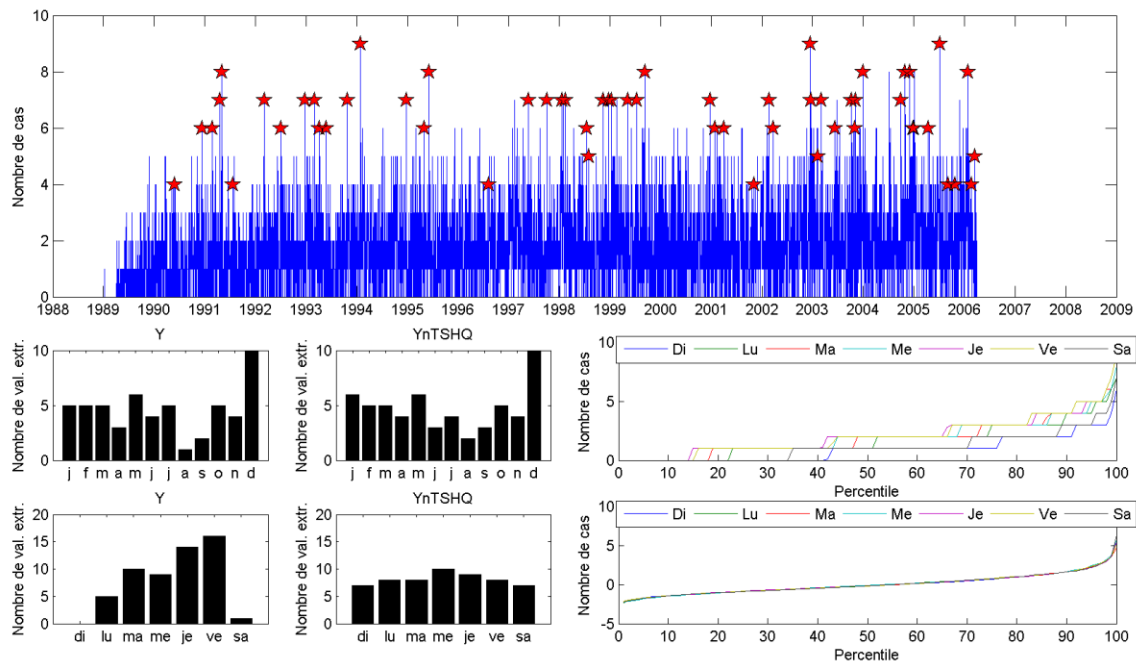 Nombre de cas
10
8
6
4
2
0
1988 1989 1990 1991 1992 1993 1994 1995 1996 1997 1998 1999 2000 2001 2002 2003 2004 2005 2006 2007 2008 2009
Y
Nombre de val. extr.
10
5
0
j f m a m j j a s o n d
YnTSHQ
Nombre de val. extr.
10
5
0
j f m a m j j a s o n d
Di Lu Ma Me Je Ve Sa
Nombre de cas
10
5
0
0 10 20 30 40 50 60 70 80 90 100
Percentile
Y
Nombre de val. extr.
20
15
10
5
0
di lu ma me je ve sa
YnTSHQ
Nombre de val. extr.
20
15
10
5
0
di lu ma me je ve sa
Di Lu Ma Me Je Ve Sa
Nombre de cas
10
5
0
-5
0 10 20 30 40 50 60 70 80 90 100
Percentile